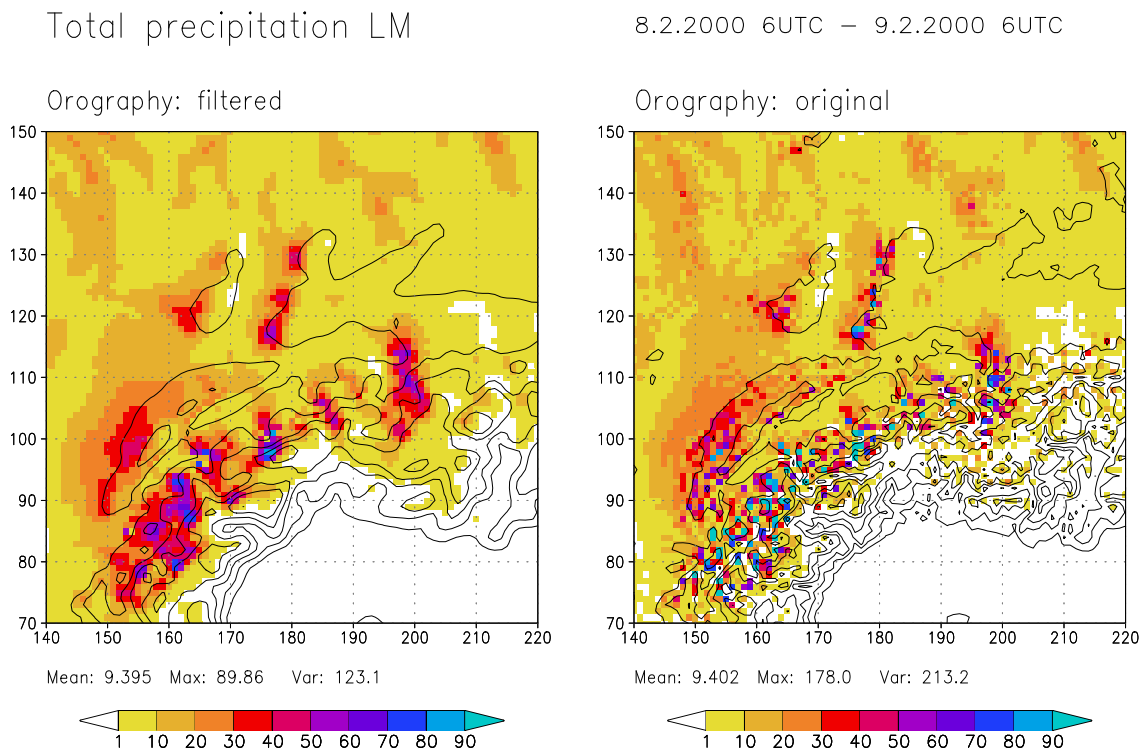 Total precipitation LM
8.2.2000 6UTC – 9.2.2000 6UTC
Orography: filtered
Orography: original
150
140
130
120
110
100
90
80
70
140 150 160 170 180 190 200 210 220
150
140
130
120
110
100
90
80
70
140 150 160 170 180 190 200 210 220
Mean: 9.395 Max: 89.86 Var: 123.1
Mean: 9.402 Max: 178.0 Var: 213.2
1 10 20 30 40 50 60 70 80 90
1 10 20 30 40 50 60 70 80 90